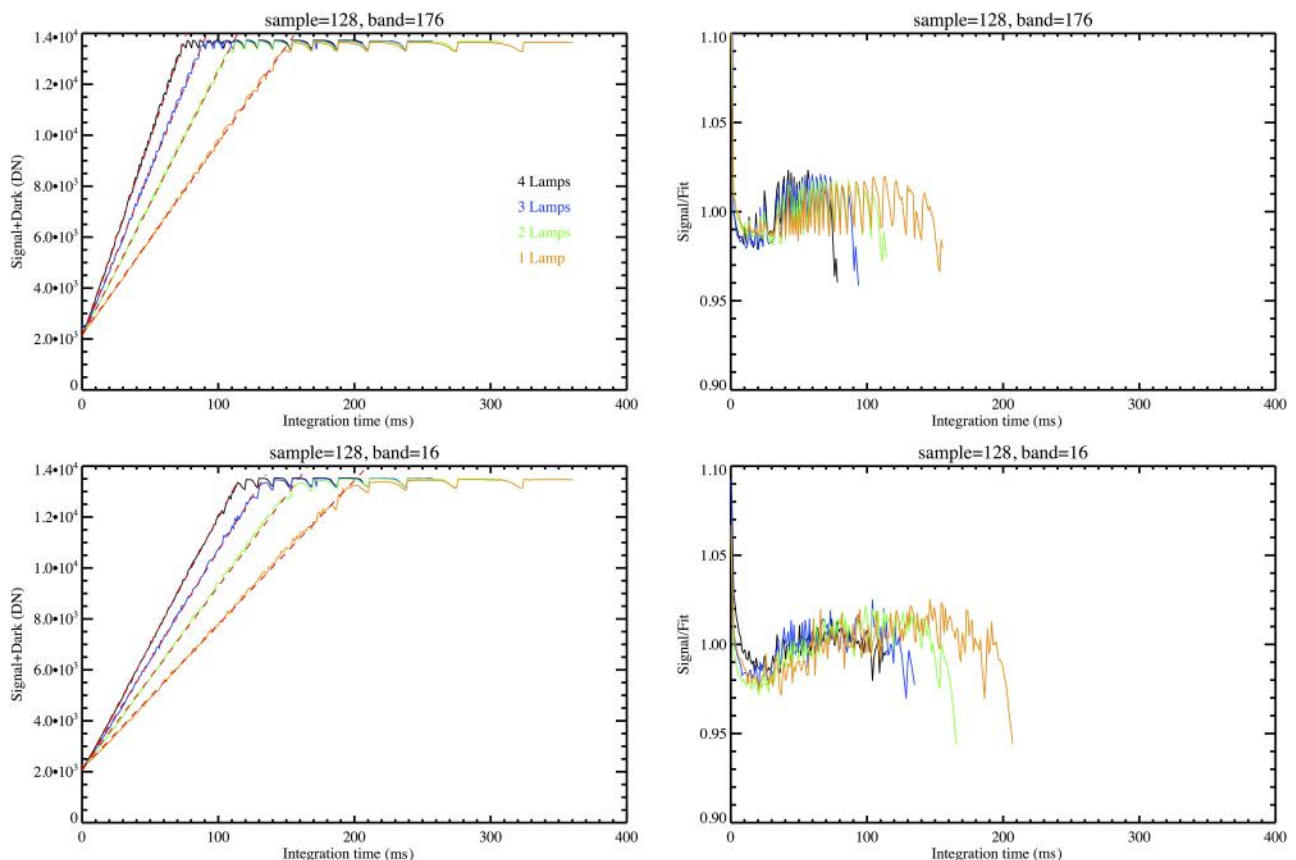 sample=128, band=176
1.4•10⁴
1.2•10⁴
1.0•10⁴
8.0•10³
6.0•10³
4.0•10³
2.0•10³
0
Signal+Dark (DN)
4 Lamps
3 Lamps
2 Lamps
1 Lamp
0 100 200 300 400
Integration time (ms)
sample=128, band=176
1.10
1.05
1.00
0.95
0.90
Signal/Fit
0 100 200 300 400
Integration time (ms)
sample=128, band=16
1.4•10⁴
1.2•10⁴
1.0•10⁴
8.0•10³
6.0•10³
4.0•10³
2.0•10³
0
Signal+Dark (DN)
0 100 200 300 400
Integration time (ms)
sample=128, band=16
1.10
1.05
1.00
0.95
0.90
Signal/Fit
0 100 200 300 400
Integration time (ms)